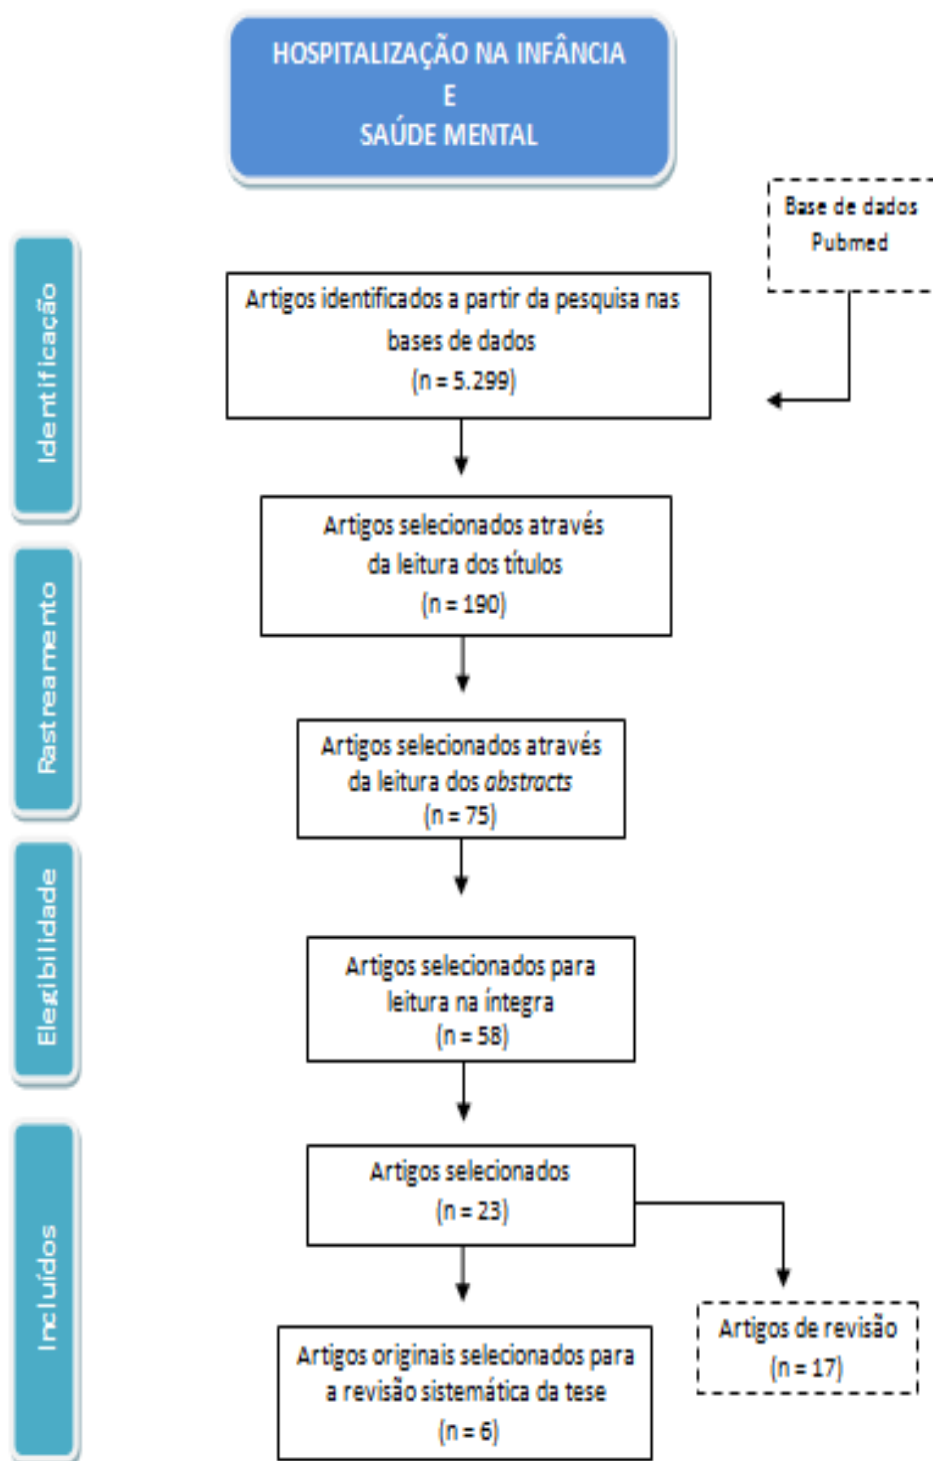 HOSPITALIZAÇÃO NA INFÂNCIA
E
SAÚDE MENTAL
Base de dados
Pubmed
Identificação
Artigos identificados a partir da pesquisa nas
bases de dados
(n = 5.299)
Rastreamento
Artigos selecionados através
da leitura dos títulos
(n = 190)
Artigos selecionados através
da leitura dos abstracts
(n = 75)
Elegibilidade
Artigos selecionados para
leitura na íntegra
(n = 58)
Incluídos
Artigos selecionados
(n = 23)
Artigos de revisão
(n = 17)
Artigos originais selecionados para
a revisão sistemática da tese
(n = 6)